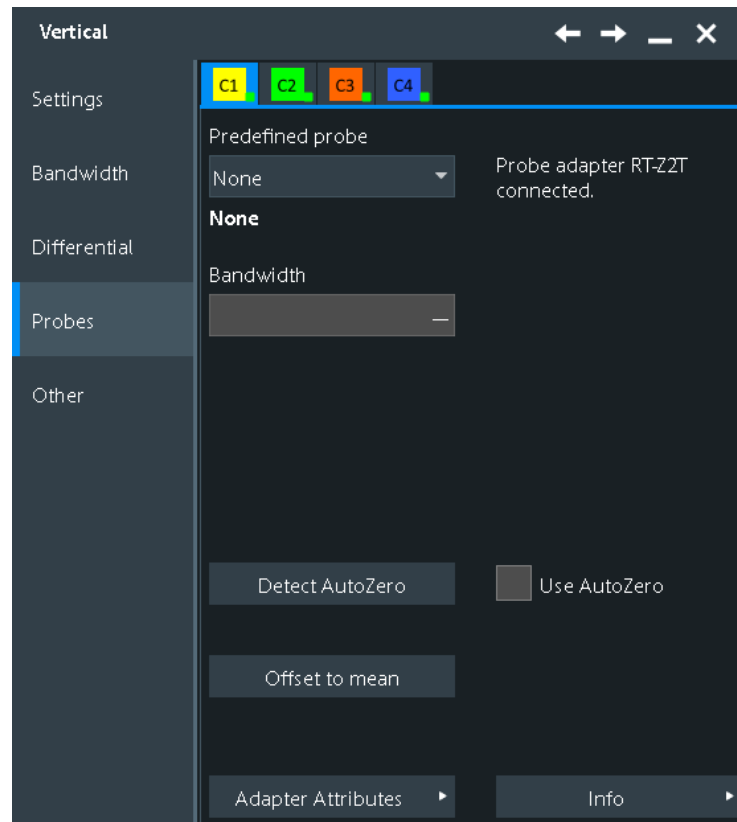 Vertical
Settings
Bandwidth
Differential
Probes
Other
C1 C2 C3 C4
Predefined probe
None
None
Probe adapter RT-Z2T
connected.
Bandwidth
—
Detect AutoZero
Use AutoZero
Offset to mean
Adapter Attributes
Info